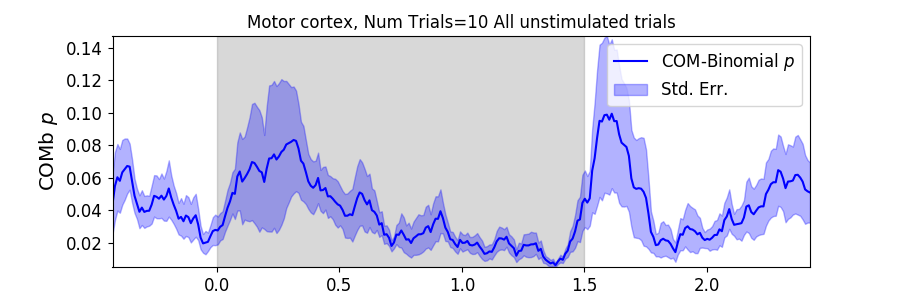 Motor cortex, Num Trials=10 All unstimulated trials
COMb p
0.14
0.12
0.10
0.08
0.06
0.04
0.02
COM-Binomial p
Std. Err.
0.0 0.5 1.0 1.5 2.0